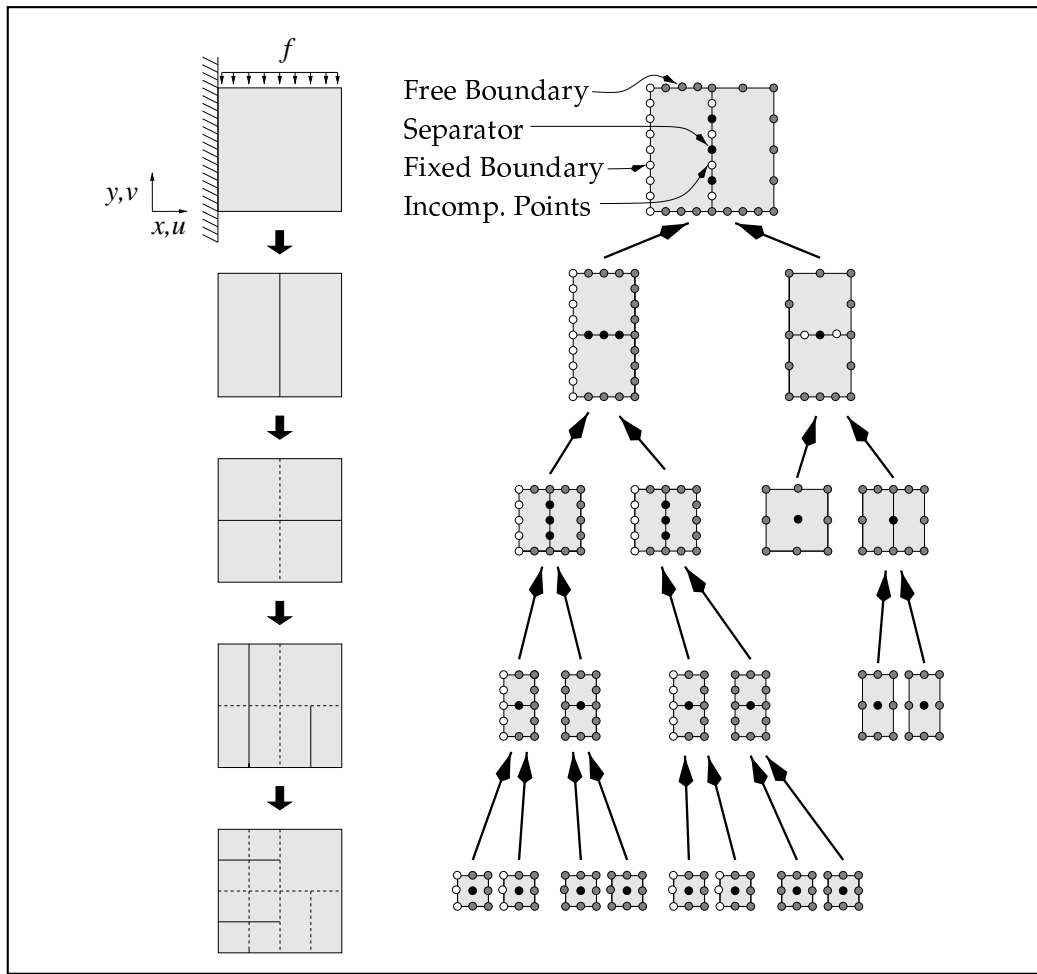 f
Free Boundary
Separator
Fixed Boundary
Incomp. Points
y,v
x,u